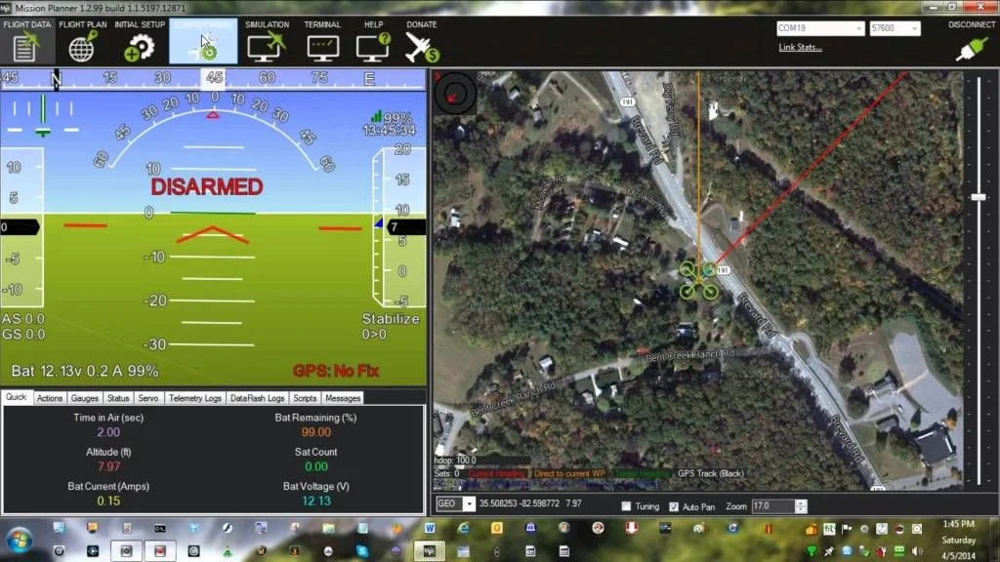 Mission Planner 1.2.99 build 1.1.5197.12871
FLIGHT DATA FLIGHT PLAN INITIAL SETUP SIMULATION TERMINAL HELP DONATE
COM19 57600 DISCONNECT
Link Stats...
45 N 15 30 45 60 75 E
60 45 30 20 10 0 10 20 30 45 60
99%
13:45:34
DISARMED
10 5 0 -5 -10
10 0 -10 -20 -30
20 15 10 7 5 0 -5
AS 0.0
GS 0.0
Stabilize
0>0
Bat 12.13v 0.2 A 99%
GPS: No Fix
Quick Actions Gauges Status Servo Telemetry Logs DataFlash Logs Scripts Messages
Time in Air (sec) Bat Remaining (%)
2.00 99.00
Altitude (ft) Sat Count
7.97 0.00
Bat Current (Amps) Bat Voltage (V)
0.15 12.13
191
Brevard Rd
191
Brevard Rd
Bent Creek Ranch Rd
Bent Creek Ranch Rd
Brevard Rd
191
hdop: 100.0
Sats: 0 Current Heading Direct to current WP Target Heading GPS Track (Black)
GEO 35.508253 -82.598772 7.97 Tuning Auto Pan Zoom 17.0
1:45 PM
Saturday
4/5/2014